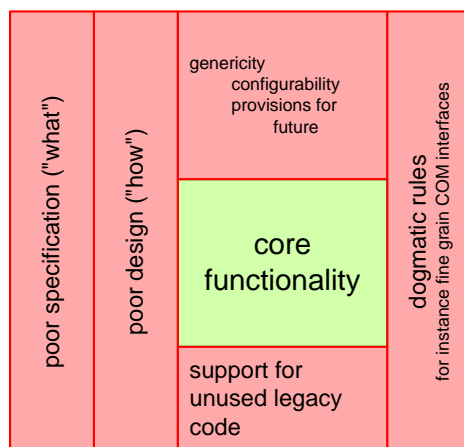 poor specification ("what")
poor design ("how")
genericity
configurability
provisions for
future
core
functionality
support for
unused legacy
code
dogmatic rules
for instance fine grain COM interfaces